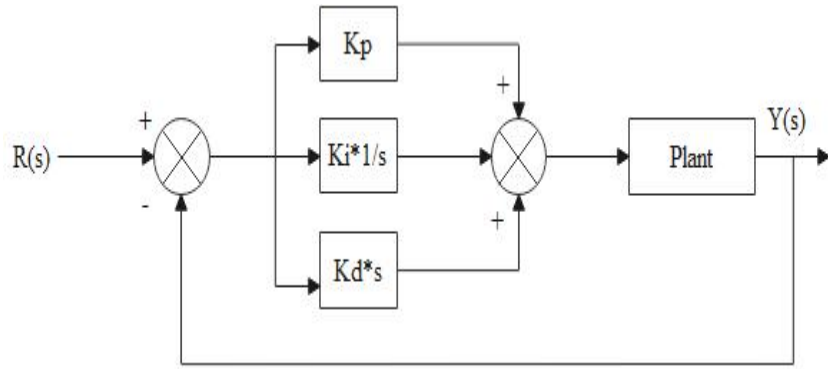 Kp
+
+
Y(s)
R(s)
Ki*1/s
Plant
-
+
Kd*s